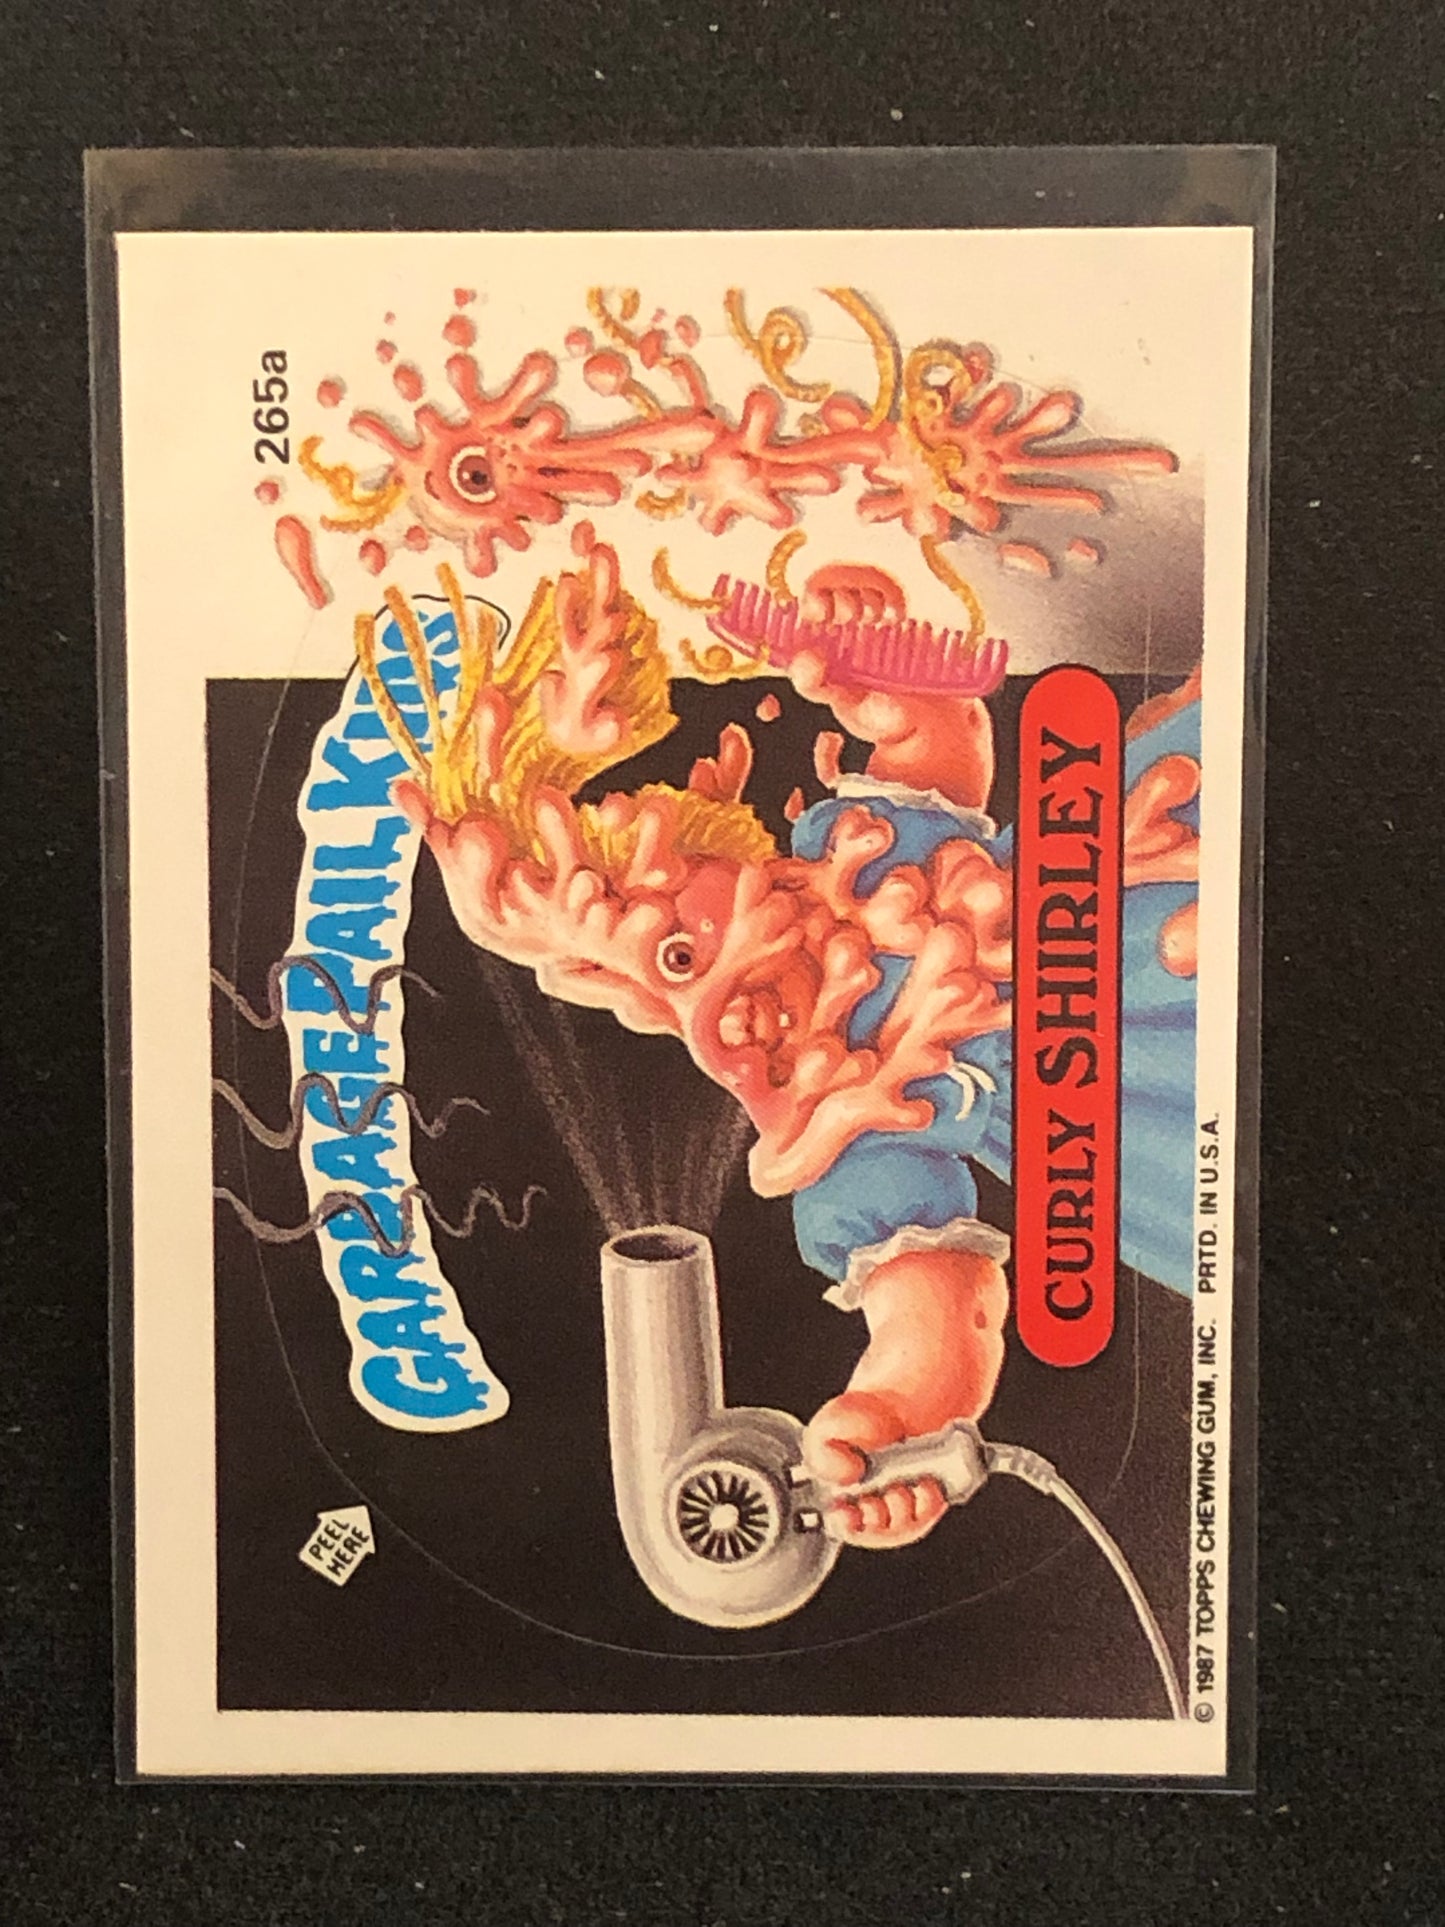 265a
GARBAGE PAIL KIDS
PEEL
HERE
CURLY SHIRLEY
© 1987 TOPPS CHEWING GUM, INC. PRTD. IN U.S.A.